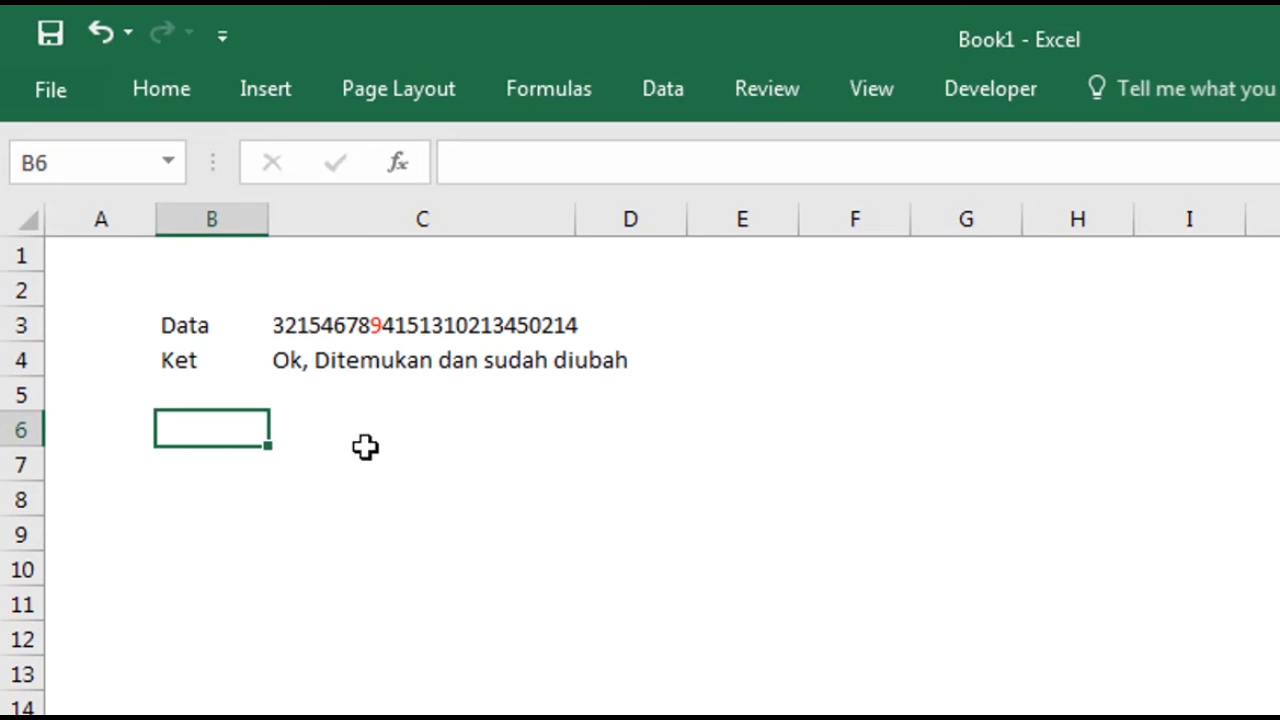 Book1 - Excel
File Home Insert Page Layout Formulas Data Review View Developer Tell me what you
B6 fx
A B C D E F G H I
1
2
3 Data 3215467894151310213450214
4 Ket Ok, Ditemukan dan sudah diubah
5
6
7
8
9
10
11
12
13
14